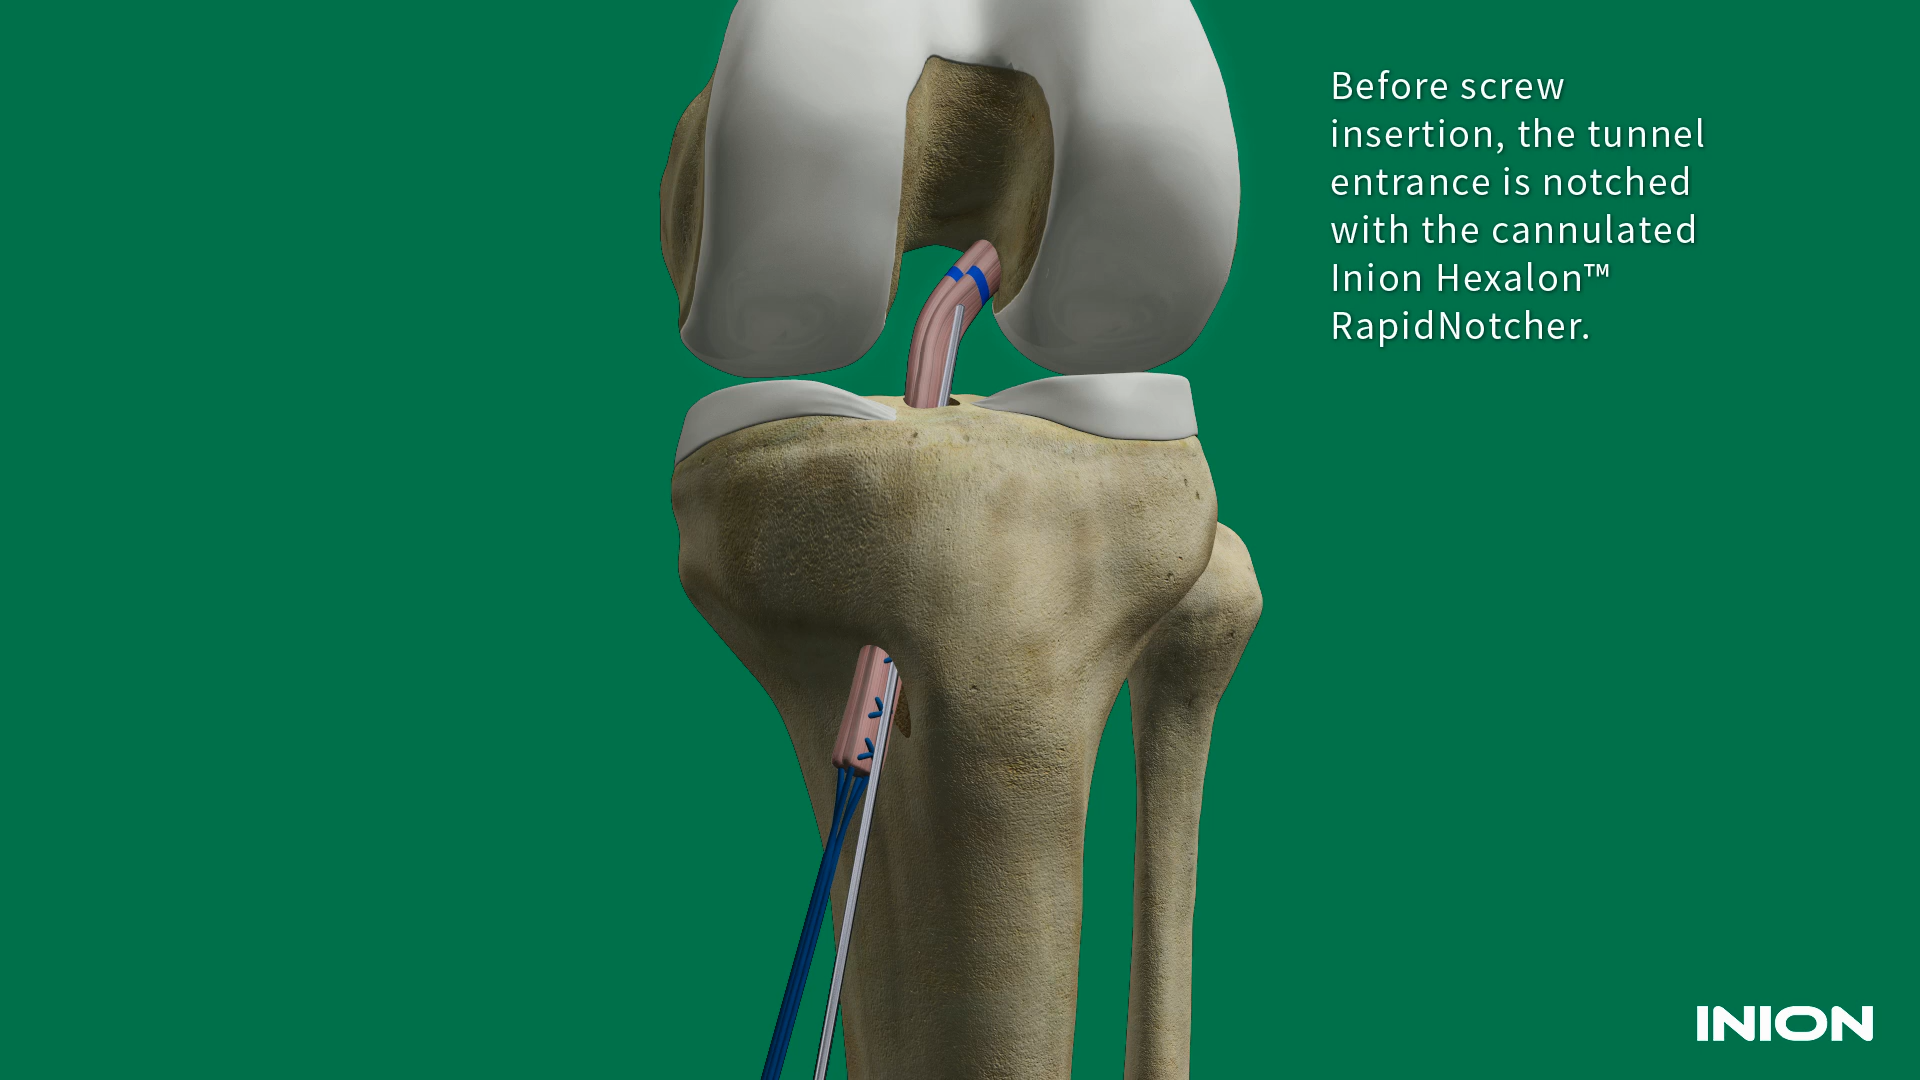 Before screw
insertion, the tunnel
entrance is notched
with the cannulated
Inion Hexalon™
RapidNotcher.
INION